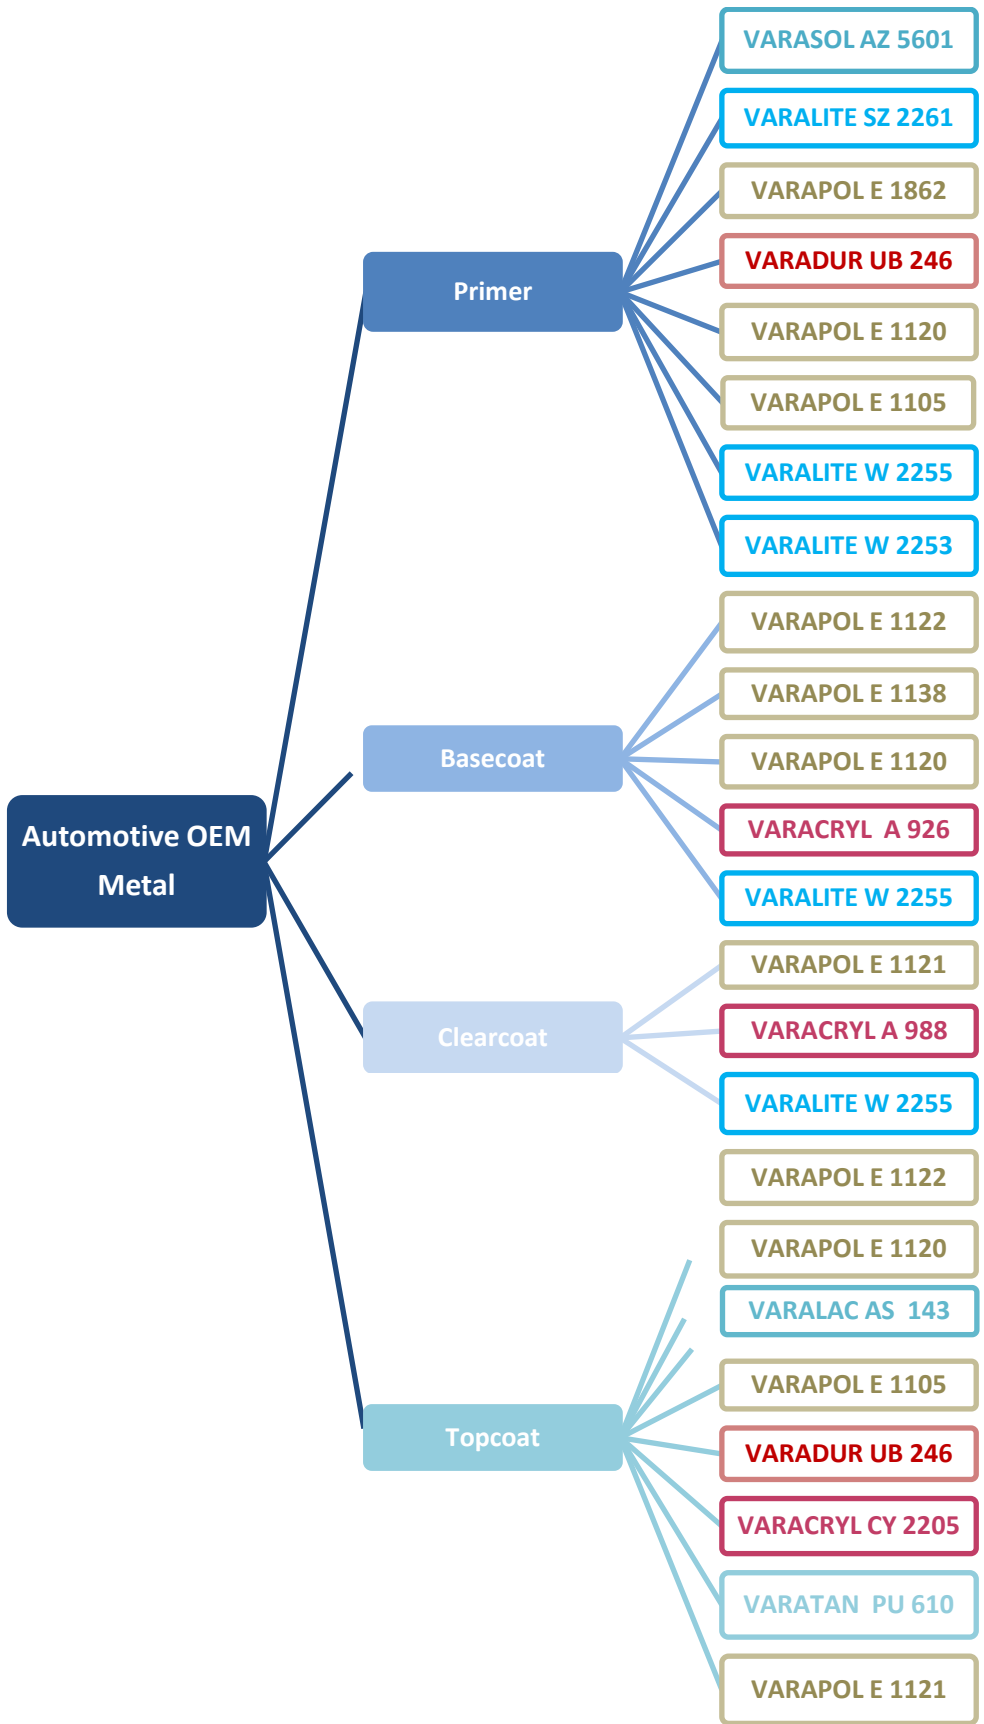 Automotive OEM
Metal
Primer
VARASOL AZ 5601
VARALITE SZ 2261
VARAPOL E 1862
VARADUR UB 246
VARAPOL E 1120
VARAPOL E 1105
VARALITE W 2255
VARALITE W 2253
Basecoat
VARAPOL E 1122
VARAPOL E 1138
VARAPOL E 1120
VARACRYL  A 926
VARALITE W 2255
Clearcoat
VARAPOL E 1121
VARACRYL A 988
VARALITE W 2255
Topcoat
VARAPOL E 1122
VARAPOL E 1120
VARALAC AS  143
VARAPOL E 1105
VARADUR UB 246
VARACRYL CY 2205
VARATAN  PU 610
VARAPOL E 1121